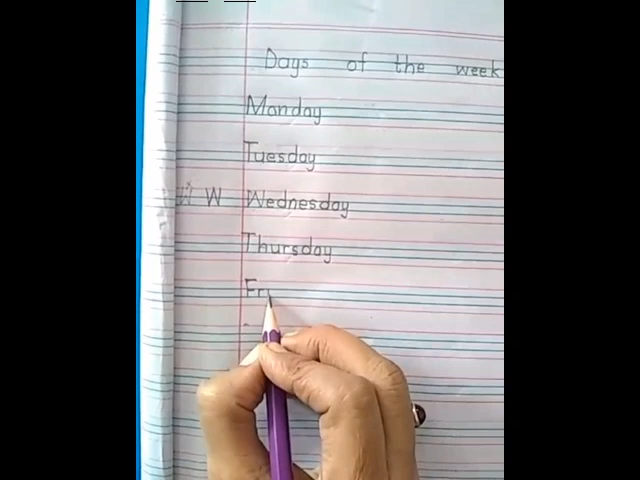 Days of the week
Monday
Tuesday
W W Wednesday
Thursday
Fr